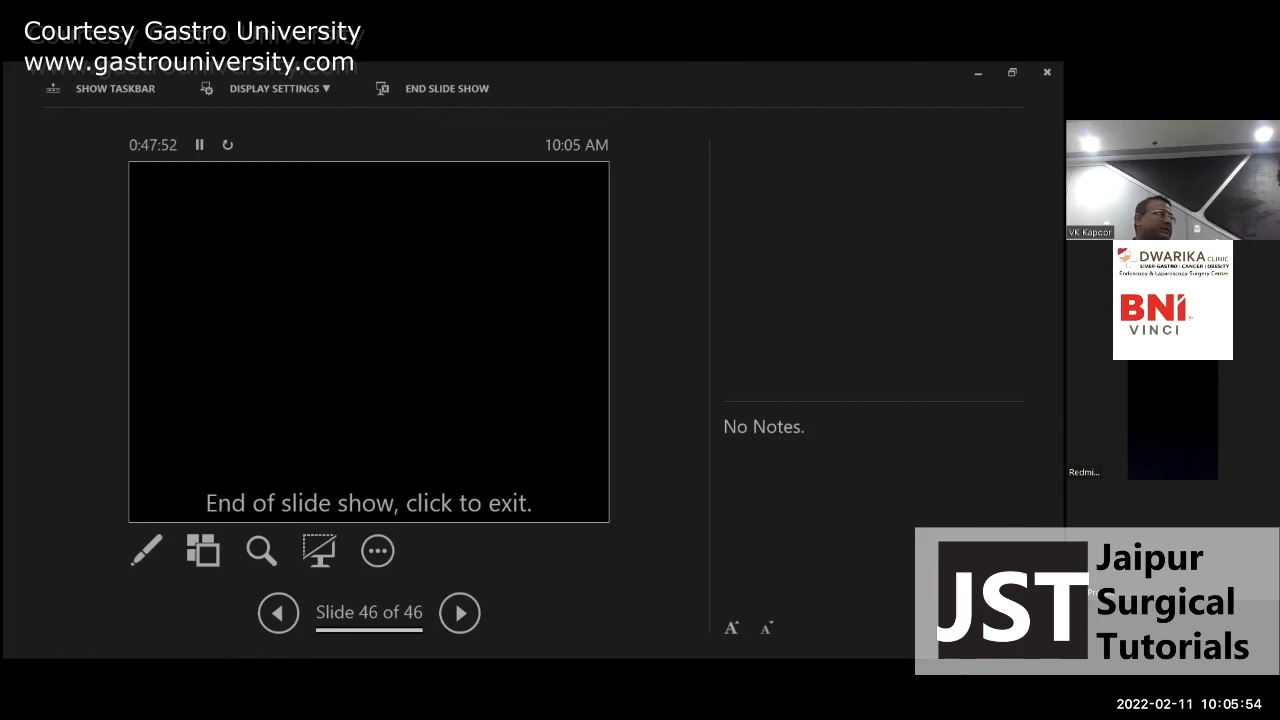 Courtesy Gastro University
www.gastrouniversity.com
SHOW TASKBAR
DISPLAY SETTINGS ▼
END SLIDE SHOW
0:47:52
10:05 AM
End of slide show, click to exit.
No Notes.
Slide 46 of 46
VK Kapoor
DWARIKA CLINIC
LIVER-GASTRO | CANCER | OBESITY
Endoscopy & Laparoscopy Surgery Center
BNi
VINCI
Redmi...
JST
Jaipur
Surgical
Tutorials
2022-02-11 10:05:54